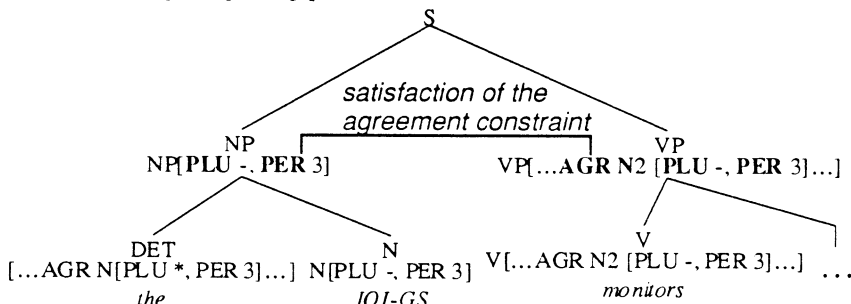 S
satisfaction of the
agreement constraint
NP VP
NP[PLU -, PER 3] VP[...AGR N2 [PLU -, PER 3]...]
DET N V
[...AGR N[PLU *, PER 3]...] N[PLU -, PER 3] V[...AGR N2 [PLU -, PER 3]...] ...
the monitors